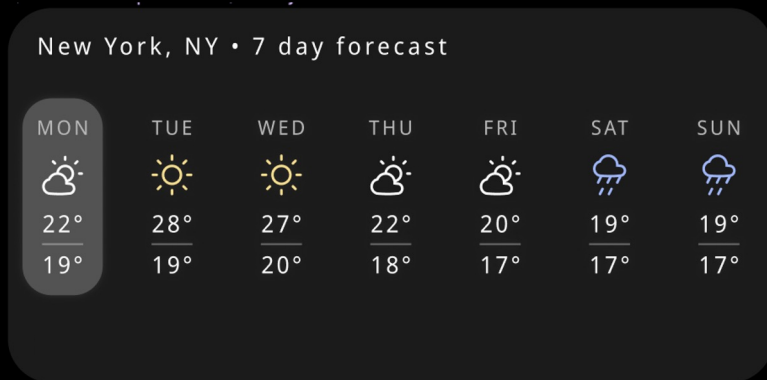 New York, NY • 7 day forecast
MON TUE WED THU FRI SAT SUN
22° 28° 27° 22° 20° 19° 19°
19° 19° 20° 18° 17° 17° 17°